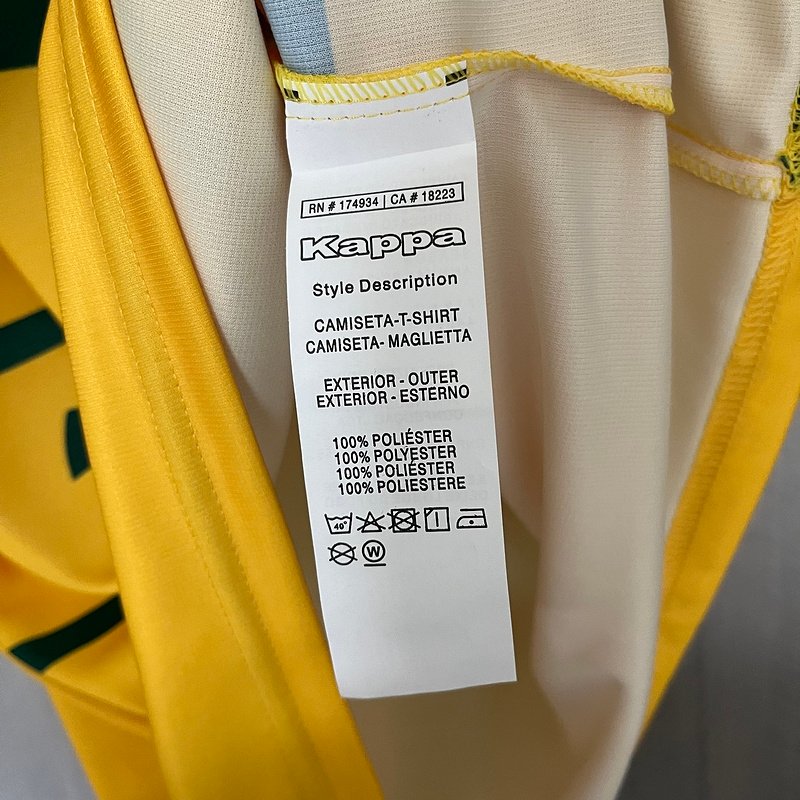 RN # 174934 | CA # 18223
Kappa
Style Description
CAMISETA-T-SHIRT
CAMISETA- MAGLIETTA
EXTERIOR - OUTER
EXTERIOR - ESTERNO
100% POLIÉSTER
100% POLYESTER
100% POLIÉSTER
100% POLIESTERE
40°
W